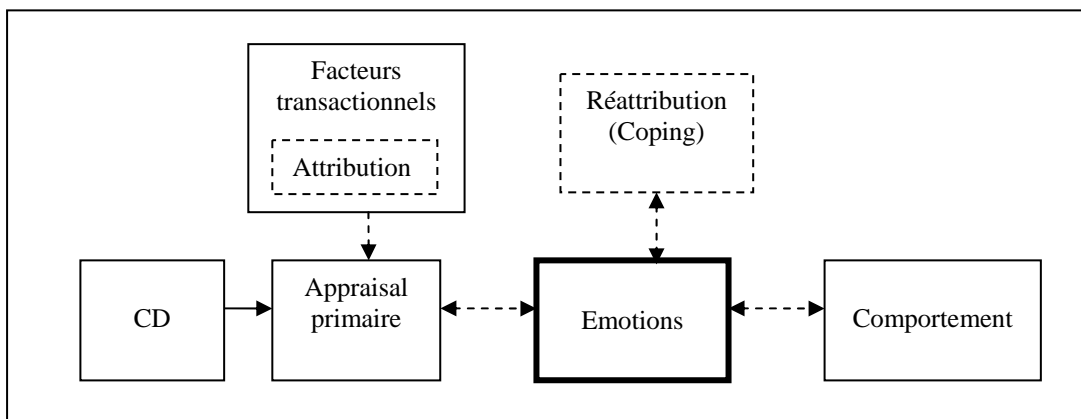 Facteurs
transactionnels
Attribution
Réattribution
(Coping)
CD
Appraisal
primaire
Emotions
Comportement